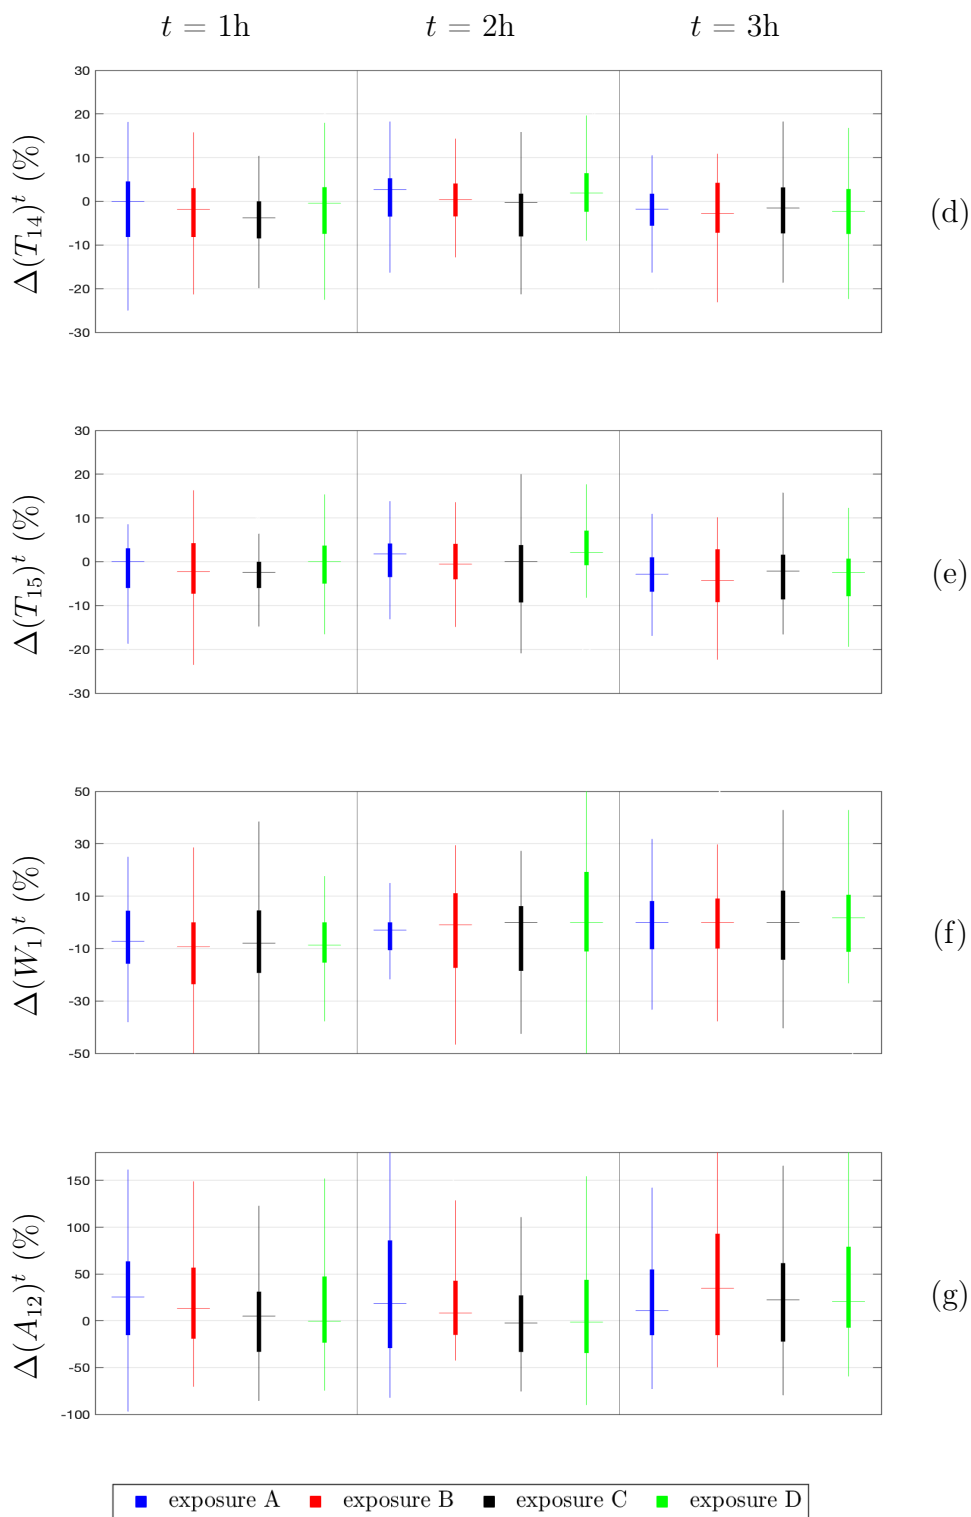 t = 1h t = 2h t = 3h
30
20
10
0
-10
-20
-30
Δ(T₁₄)ᵗ (%)
(d)
30
20
10
0
-10
-20
-30
Δ(T₁₅)ᵗ (%)
(e)
50
30
10
-10
-30
-50
Δ(W₁)ᵗ (%)
(f)
150
100
50
0
-50
-100
Δ(A₁₂)ᵗ (%)
(g)
exposure A exposure B exposure C exposure D